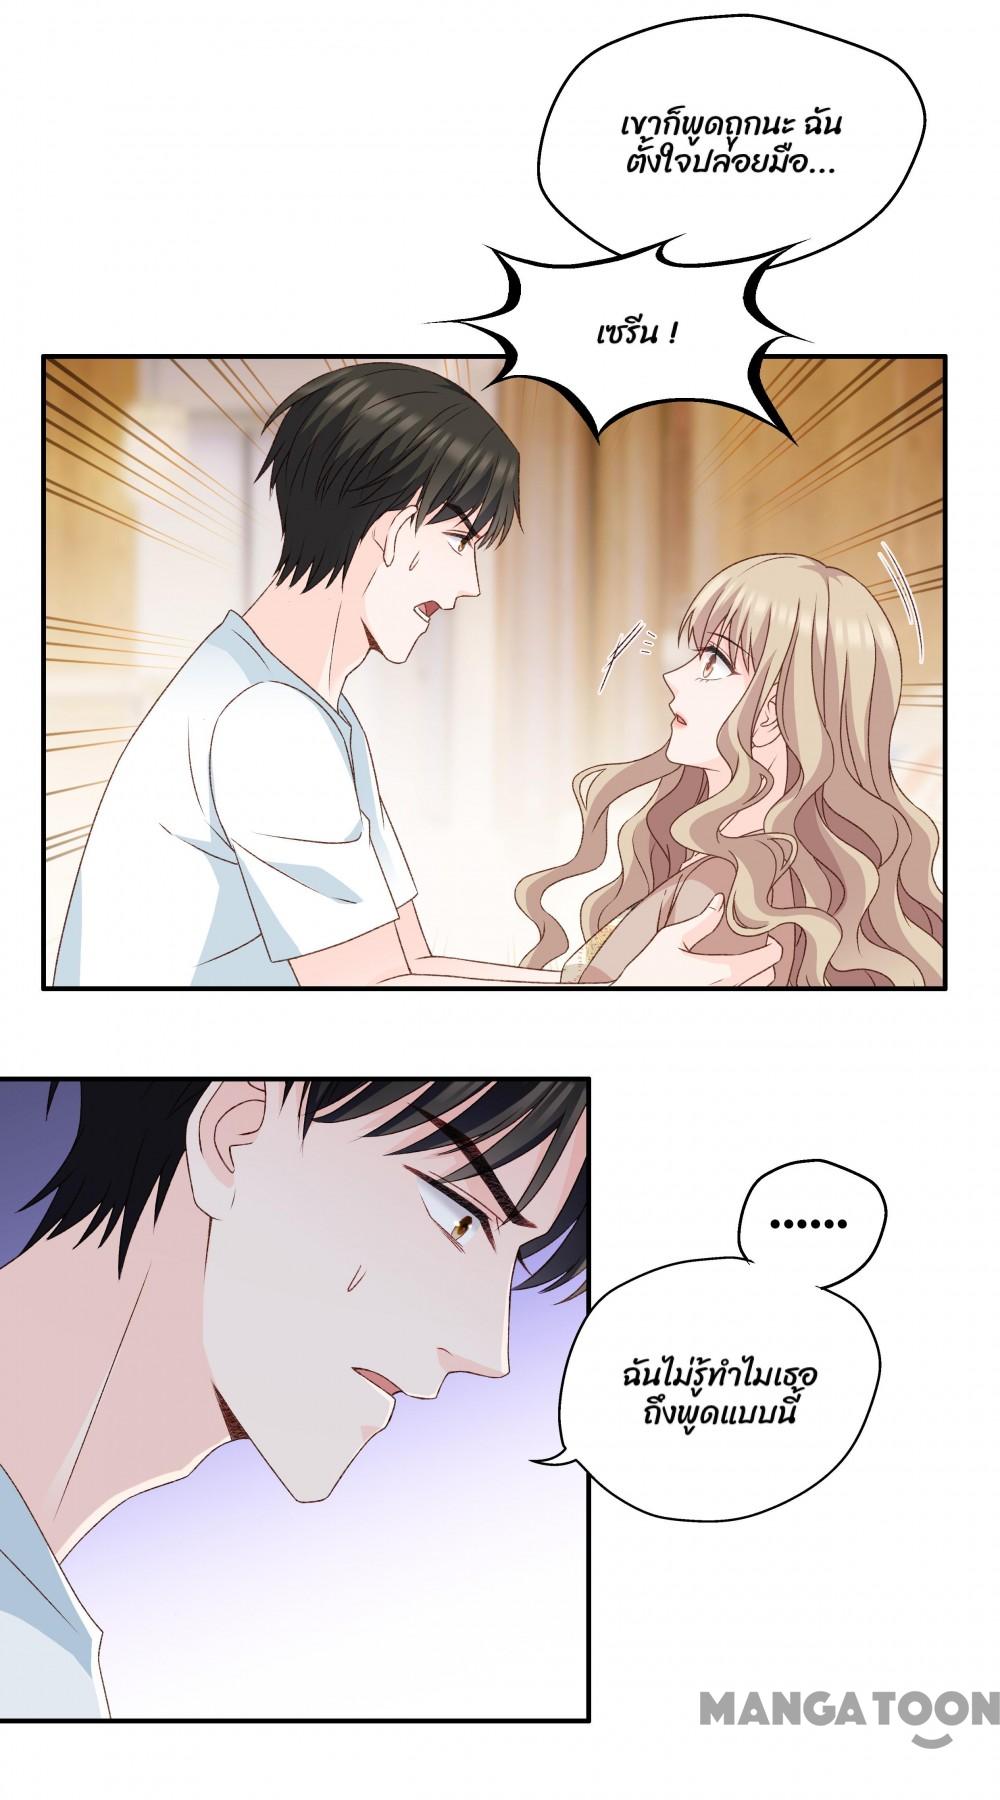 เขาก็พูดถูกนะ ฉัน
ตั้งใจปล่อยมือ...
เซรีน !
......
ฉันไม่รู้ทำไมเธอ
ถึงพูดแบบนี้
MANGATOON